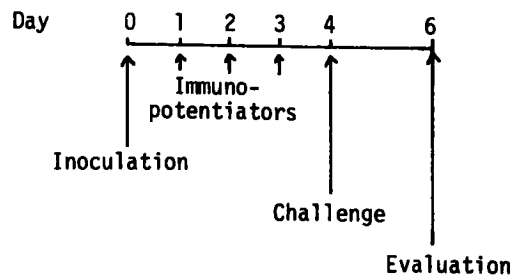 Day 0 1 2 3 4 6
Immuno-
potentiators
Inoculation
Challenge
Evaluation